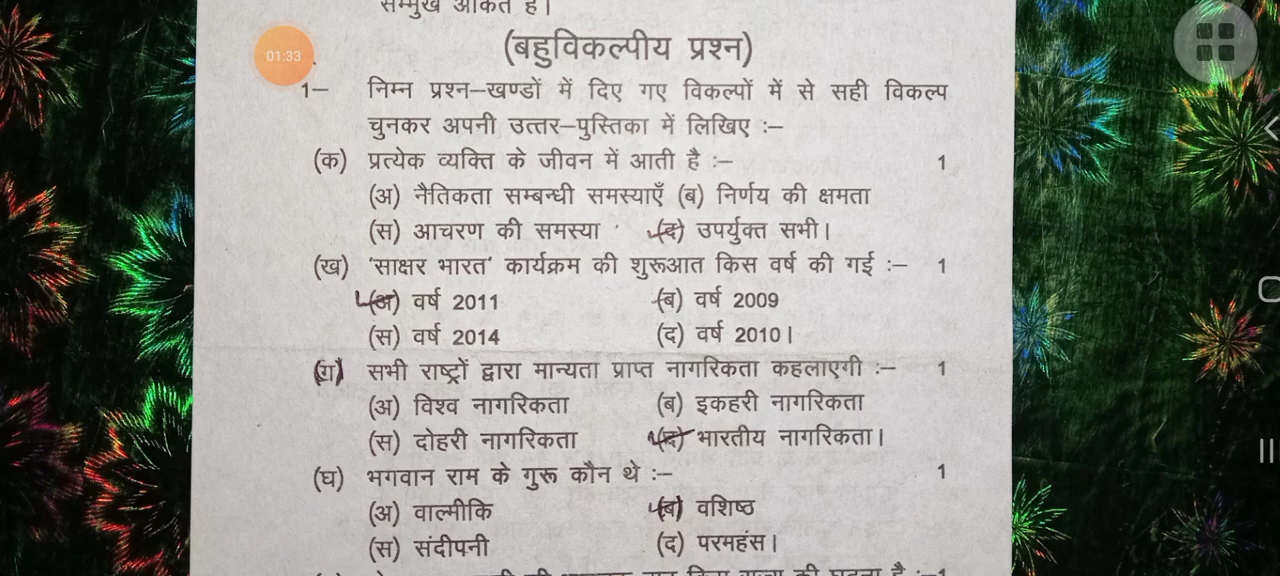 01:33
सम्मुख अंकित है।
(बहुविकल्पीय प्रश्न)
1– निम्न प्रश्न–खण्डों में दिए गए विकल्पों में से सही विकल्प
चुनकर अपनी उत्तर–पुस्तिका में लिखिए :–
(क) प्रत्येक व्यक्ति के जीवन में आती है :– 1
(अ) नैतिकता सम्बन्धी समस्याएँ (ब) निर्णय की क्षमता
(स) आचरण की समस्या (द) उपर्युक्त सभी।
(ख) 'साक्षर भारत' कार्यक्रम की शुरूआत किस वर्ष की गई :– 1
(अ) वर्ष 2011 (ब) वर्ष 2009
(स) वर्ष 2014 (द) वर्ष 2010।
(ग) सभी राष्ट्रों द्वारा मान्यता प्राप्त नागरिकता कहलाएगी :– 1
(अ) विश्व नागरिकता (ब) इकहरी नागरिकता
(स) दोहरी नागरिकता (द) भारतीय नागरिकता।
(घ) भगवान राम के गुरू कौन थे :– 1
(अ) वाल्मीकि (ब) वशिष्ठ
(स) संदीपनी (द) परमहंस।